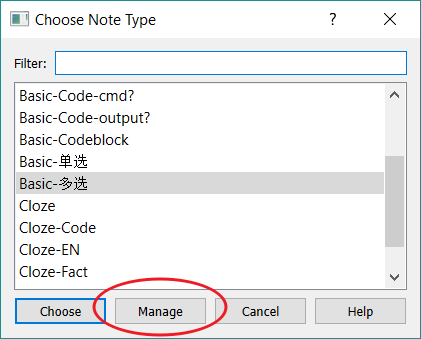 Choose Note Type
Filter:
Basic-Code-cmd?
Basic-Code-output?
Basic-Codeblock
Basic-单选
Basic-多选
Cloze
Cloze-Code
Cloze-EN
Cloze-Fact
Choose Manage Cancel Help